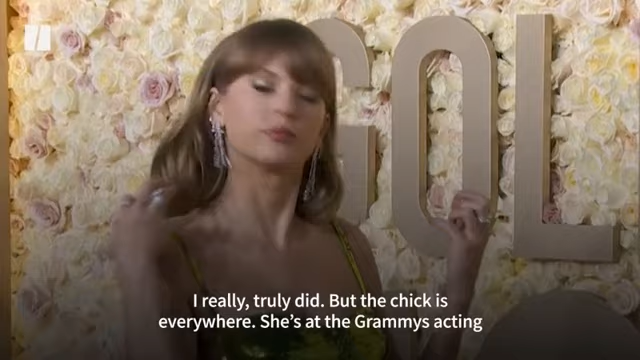 GOL
I really, truly did. But the chick is
everywhere. She’s at the Grammys acting